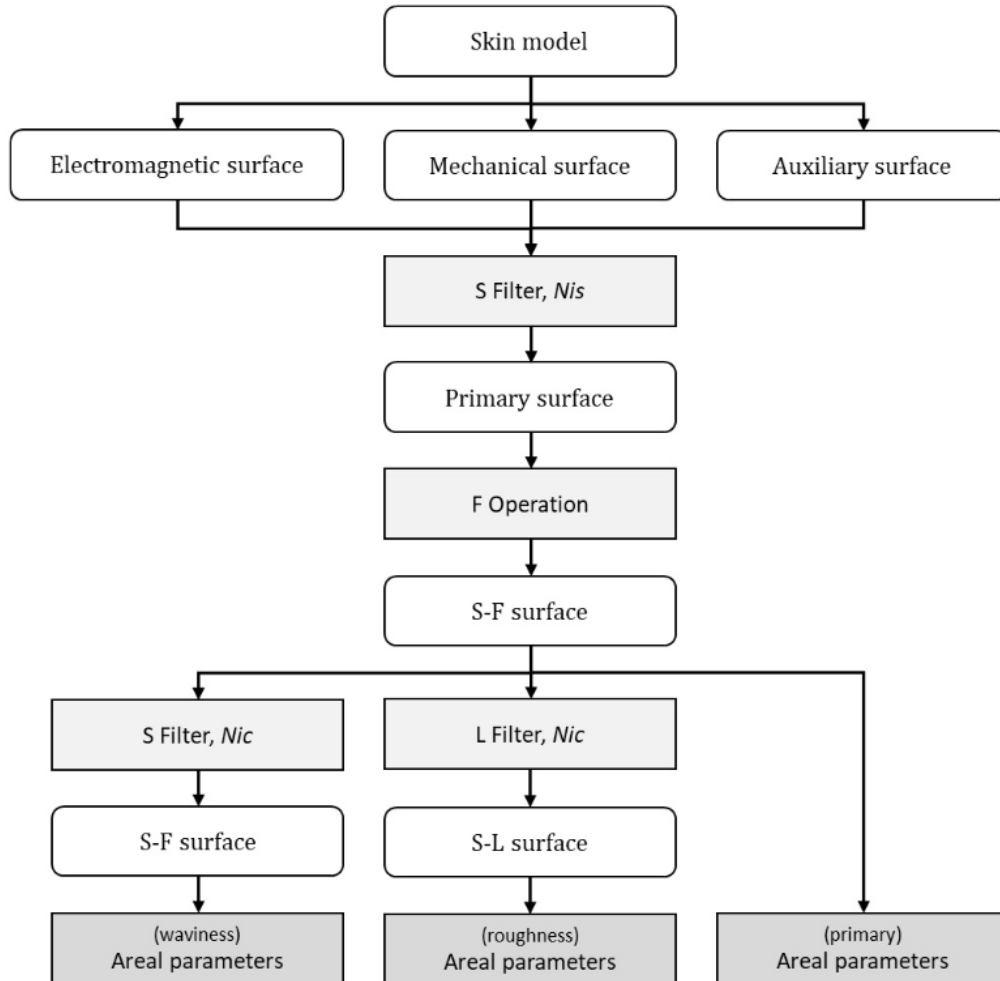 Skin model
Electromagnetic surface
Mechanical surface
Auxiliary surface
S Filter, Nis
Primary surface
F Operation
S-F surface
S Filter, Nic
L Filter, Nic
S-F surface
S-L surface
(waviness)
Areal parameters
(roughness)
Areal parameters
(primary)
Areal parameters